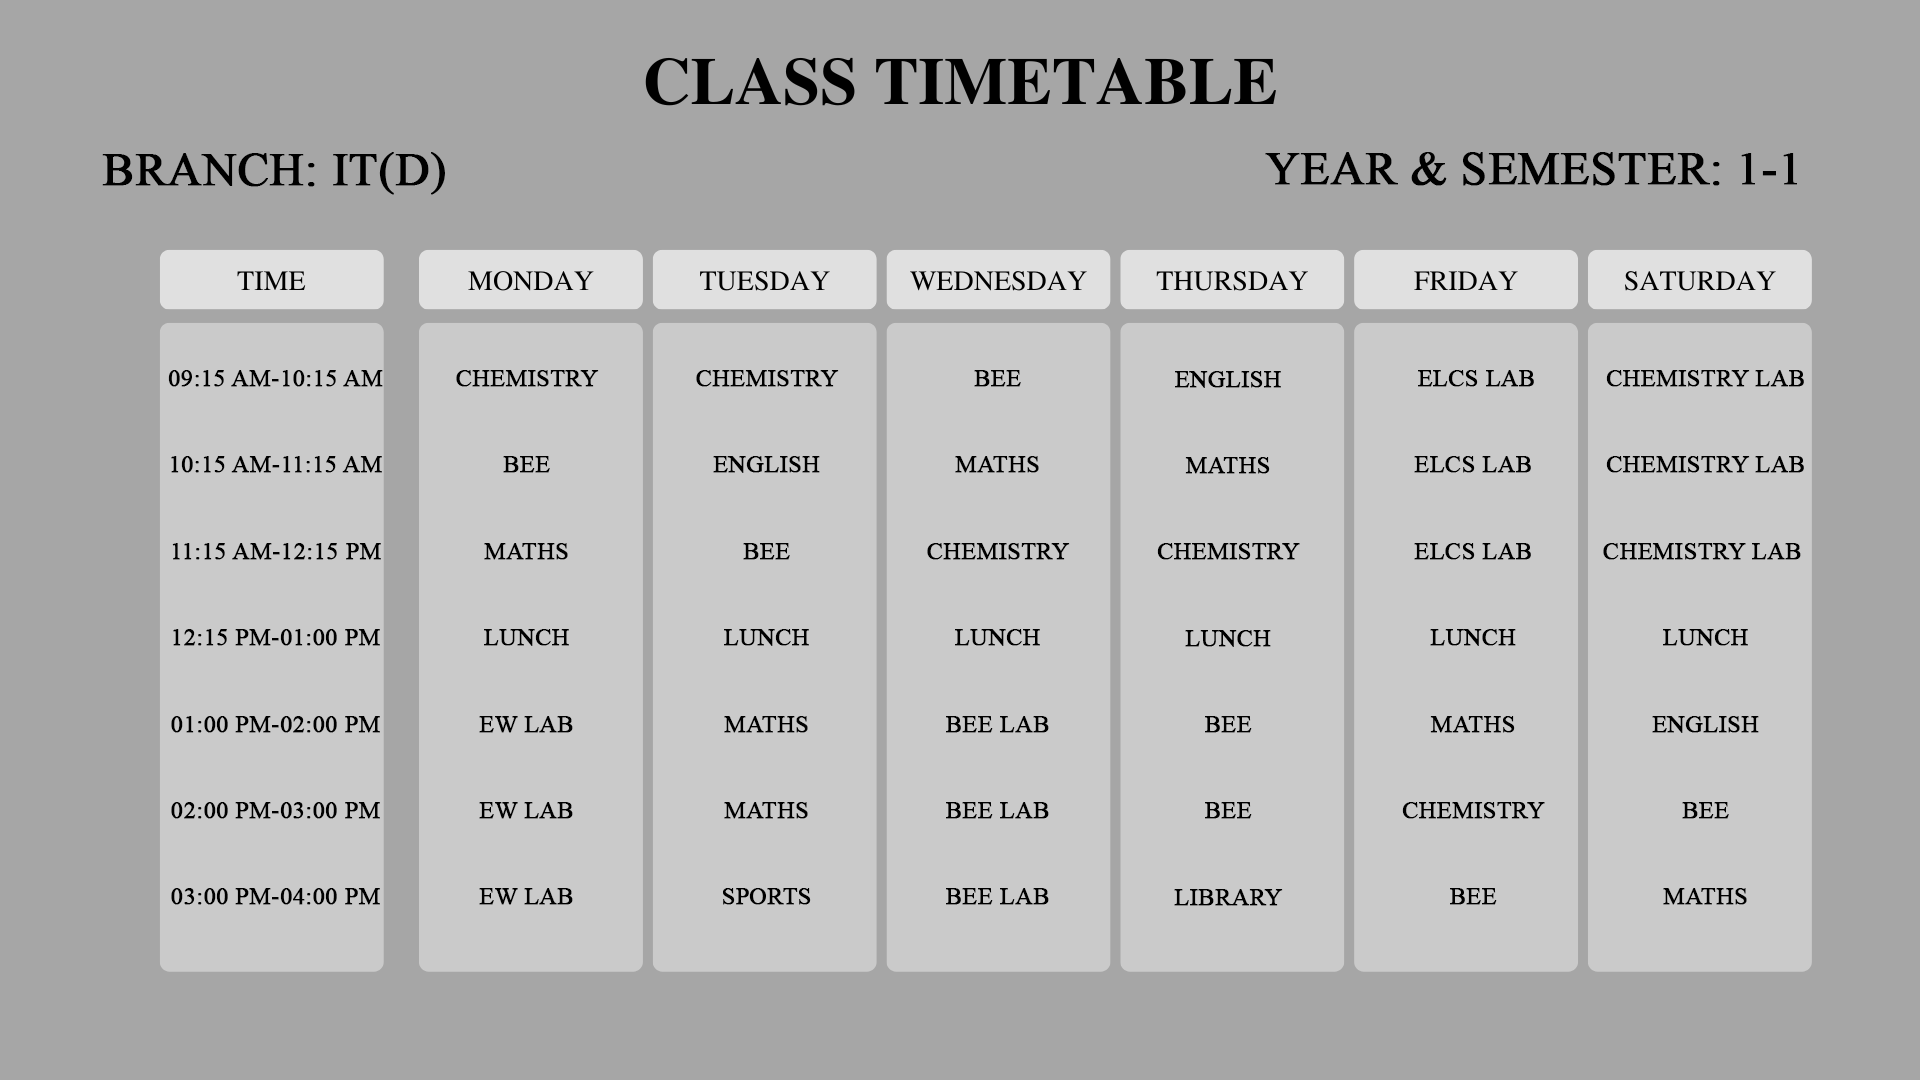 CLASS TIMETABLE
BRANCH: IT(D) YEAR & SEMESTER: 1-1
TIME MONDAY TUESDAY WEDNESDAY THURSDAY FRIDAY SATURDAY
09:15 AM-10:15 AM CHEMISTRY CHEMISTRY BEE ENGLISH ELCS LAB CHEMISTRY LAB
10:15 AM-11:15 AM BEE ENGLISH MATHS MATHS ELCS LAB CHEMISTRY LAB
11:15 AM-12:15 PM MATHS BEE CHEMISTRY CHEMISTRY ELCS LAB CHEMISTRY LAB
12:15 PM-01:00 PM LUNCH LUNCH LUNCH LUNCH LUNCH LUNCH
01:00 PM-02:00 PM EW LAB MATHS BEE LAB BEE MATHS ENGLISH
02:00 PM-03:00 PM EW LAB MATHS BEE LAB BEE CHEMISTRY BEE
03:00 PM-04:00 PM EW LAB SPORTS BEE LAB LIBRARY BEE MATHS